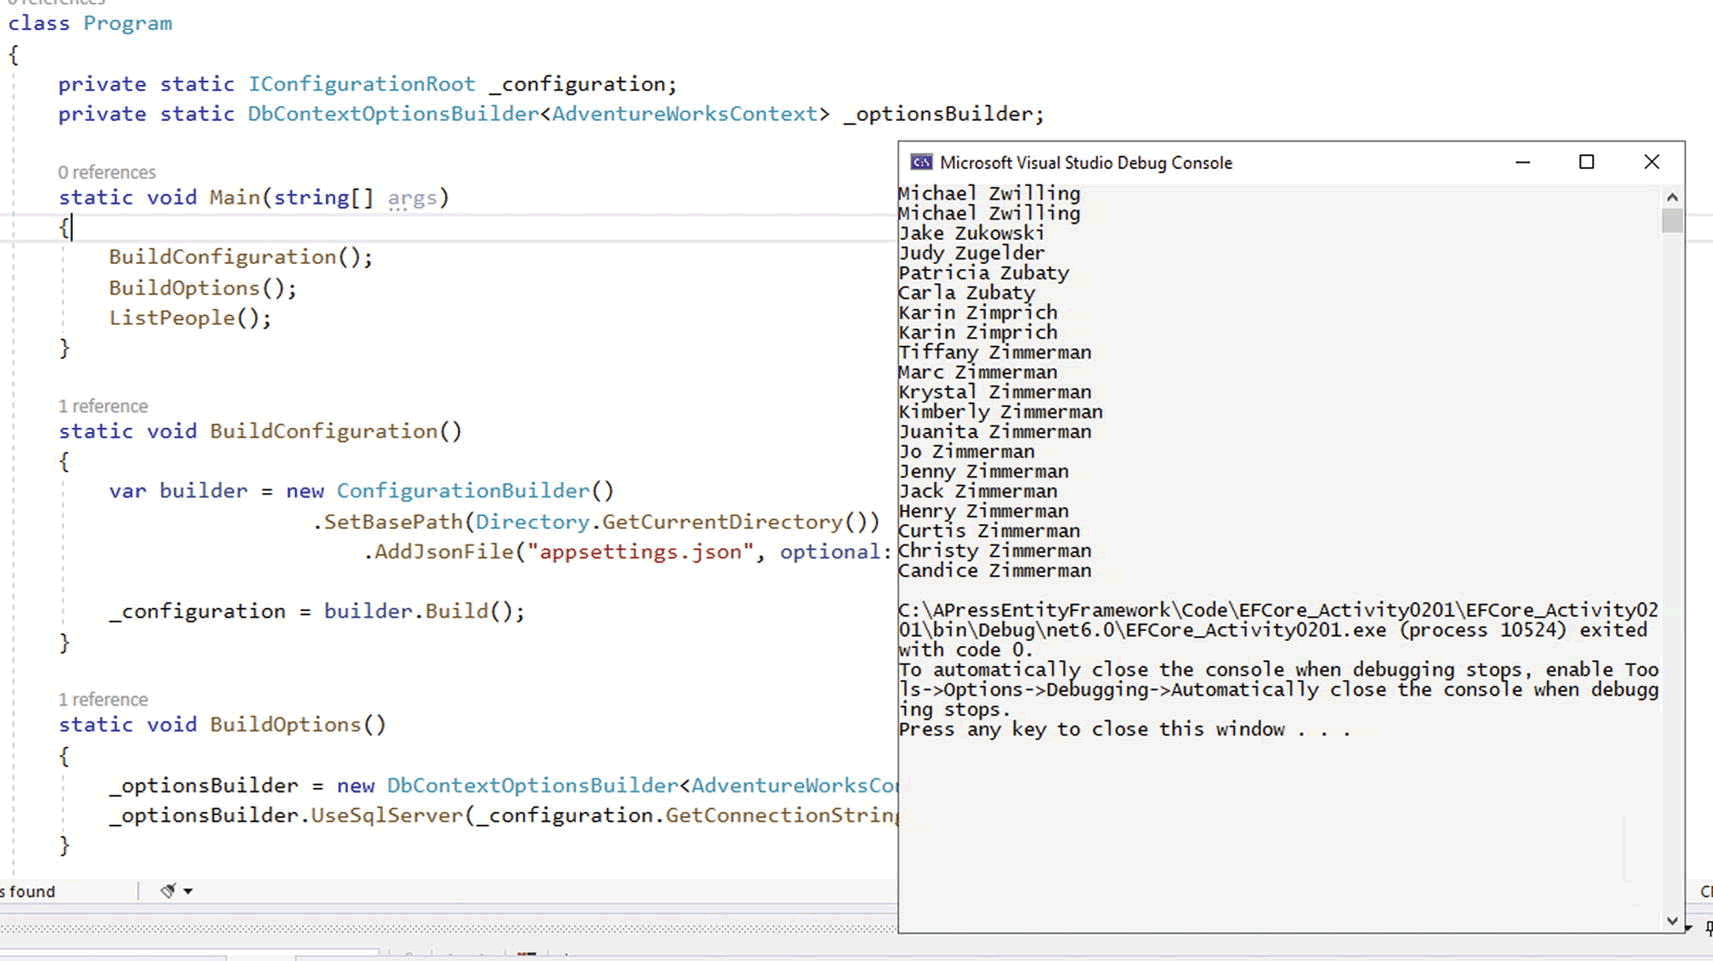 0 references
class Program
{
private static IConfigurationRoot _configuration;
private static DbContextOptionsBuilder<AdventureWorksContext> _optionsBuilder;
0 references
static void Main(string[] args)
{
BuildConfiguration();
BuildOptions();
ListPeople();
}
1 reference
static void BuildConfiguration()
{
var builder = new ConfigurationBuilder()
.SetBasePath(Directory.GetCurrentDirectory())
.AddJsonFile("appsettings.json", optional:
_configuration = builder.Build();
}
1 reference
static void BuildOptions()
{
_optionsBuilder = new DbContextOptionsBuilder<AdventureWorksCo
_optionsBuilder.UseSqlServer(_configuration.GetConnectionString
}
s found
Microsoft Visual Studio Debug Console
Michael Zwilling
Michael Zwilling
Jake Zukowski
Judy Zugelder
Patricia Zubaty
Carla Zubaty
Karin Zimprich
Karin Zimprich
Tiffany Zimmerman
Marc Zimmerman
Krystal Zimmerman
Kimberly Zimmerman
Juanita Zimmerman
Jo Zimmerman
Jenny Zimmerman
Jack Zimmerman
Henry Zimmerman
Curtis Zimmerman
Christy Zimmerman
Candice Zimmerman
C:\APressEntityFramework\Code\EFCore_Activity0201\EFCore_Activity02
01\bin\Debug\net6.0\EFCore_Activity0201.exe (process 10524) exited
with code 0.
To automatically close the console when debugging stops, enable Too
ls->Options->Debugging->Automatically close the console when debugg
ing stops.
Press any key to close this window . . .